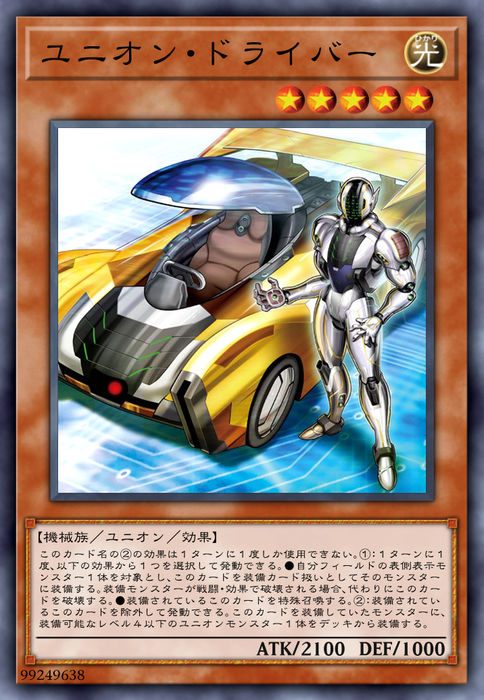 ユニオン・ドライバー
ひかり
光
【機械族／ユニオン／効果】
このカード名の②の効果は１ターンに１度しか使用できない。①：１ターンに１
度、以下の効果から１つを選択して発動できる。●自分フィールドの表側表示モ
ンスター１体を対象とし、このカードを装備カード扱いとしてそのモンスター
に装備する。装備モンスターが戦闘・効果で破壊される場合、代わりにこのカー
ドを破壊する。●装備されているこのカードを特殊召喚する。②：装備されてい
るこのカードを除外して発動できる。このカードを装備していたモンスターに、
装備可能なレベル４以下のユニオンモンスター１体をデッキから装備する。
ATK/2100 DEF/1000
99249638